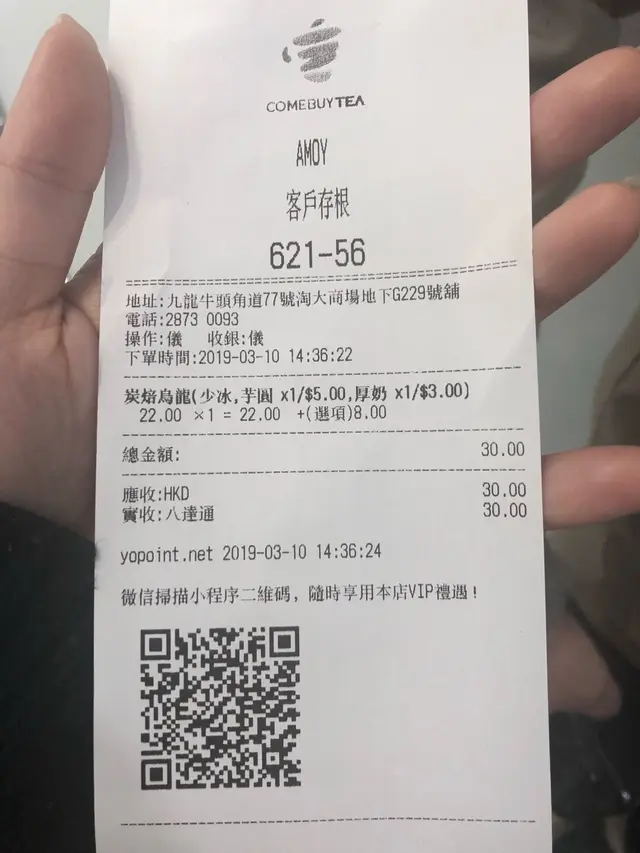 COMEBUYTEA
AMOY
客戶存根
621-56
地址:九龍牛頭角道77號淘大商場地下G229號舖
電話:2873 0093
操作:儀 收銀:儀
下單時間:2019-03-10 14:36:22
炭焙烏龍(少冰,芋圓 x1/$5.00,厚奶 x1/$3.00)
22.00 ×1 = 22.00 +(選項)8.00
總金額: 30.00
應收:HKD 30.00
實收:八達通 30.00
yopoint.net 2019-03-10 14:36:24
微信掃描小程序二維碼, 隨時享用本店VIP禮遇!